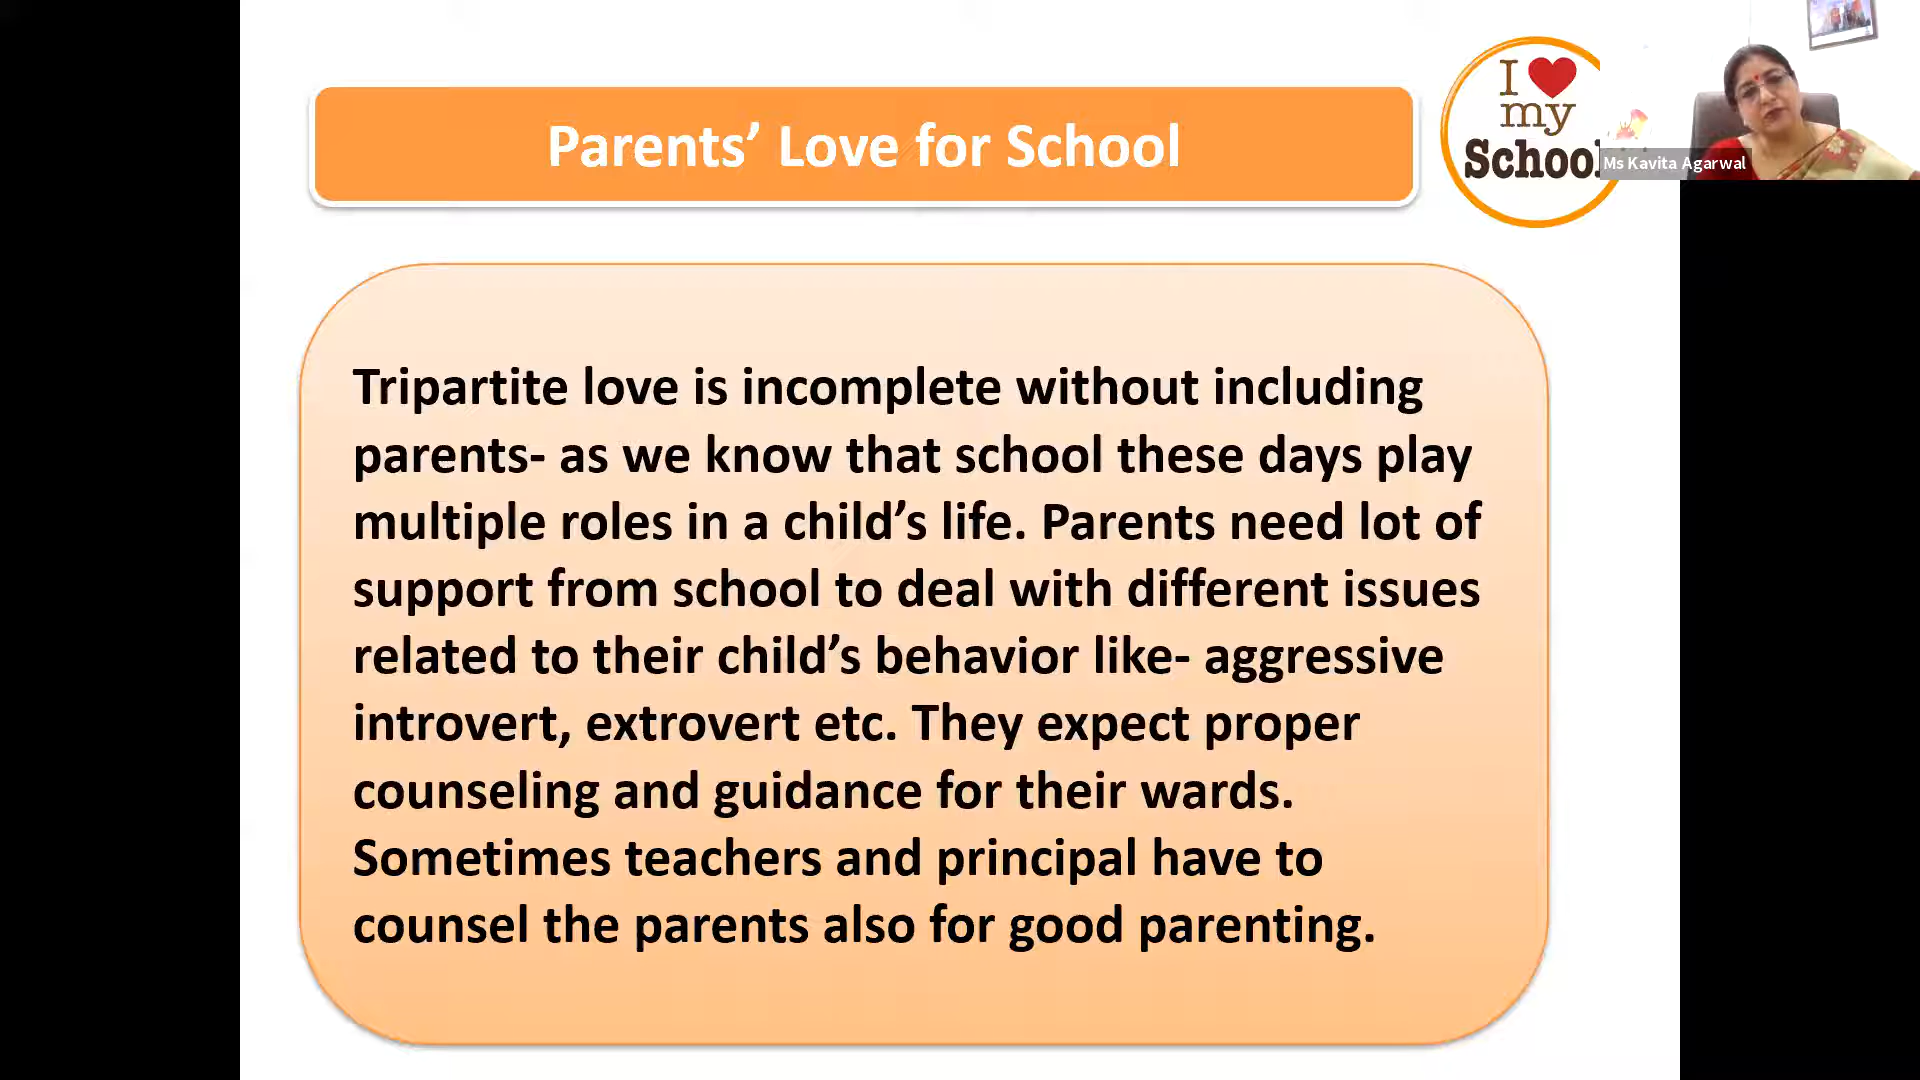 Parents’ Love for School
I
my
School
Ms Kavita Agarwal
Tripartite love is incomplete without including
parents- as we know that school these days play
multiple roles in a child’s life. Parents need lot of
support from school to deal with different issues
related to their child’s behavior like- aggressive
introvert, extrovert etc. They expect proper
counseling and guidance for their wards.
Sometimes teachers and principal have to
counsel the parents also for good parenting.